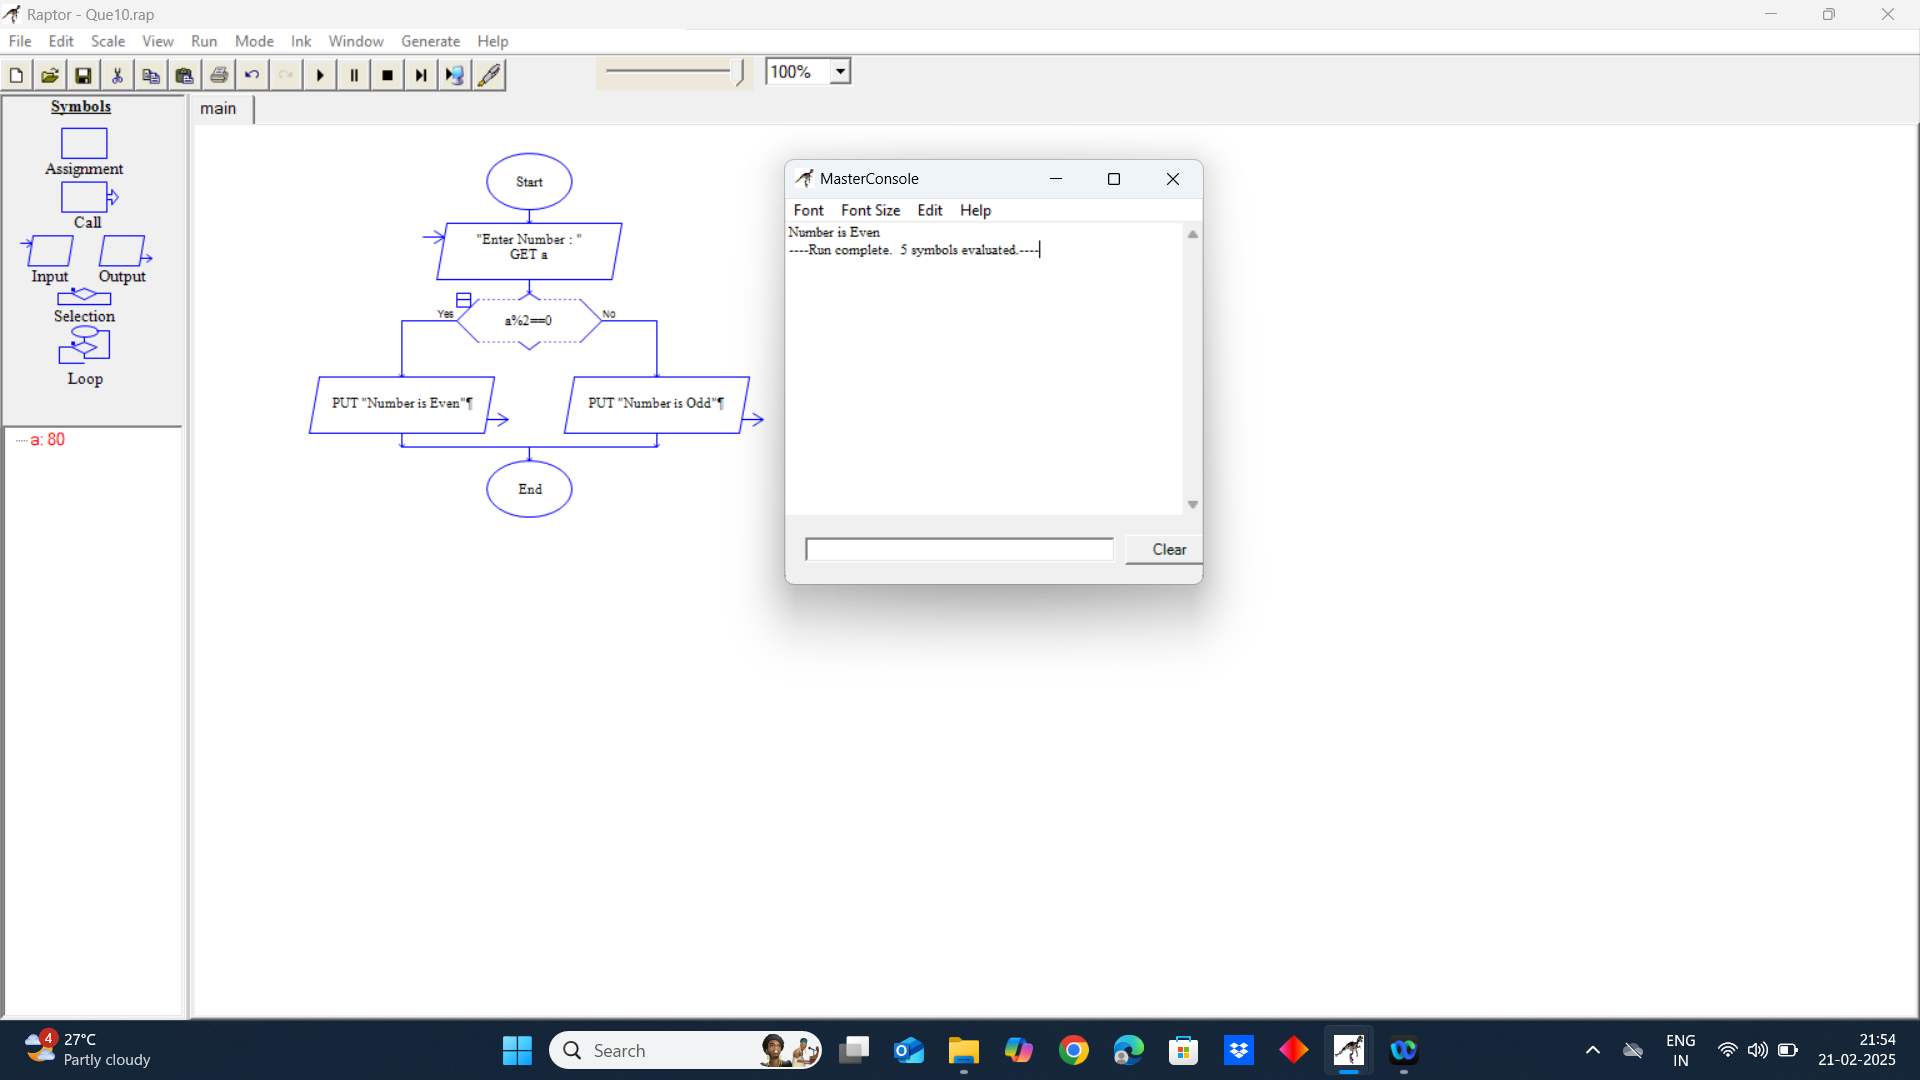 Raptor - Que10.rap
File Edit Scale View Run Mode Ink Window Generate Help
100%
Symbols
Assignment
Call
Input Output
Selection
Loop
a: 80
main
Start
"Enter Number : "
GET a
Yes
a%2==0
No
PUT "Number is Even"¶
PUT "Number is Odd"¶
End
MasterConsole
Font Font Size Edit Help
Number is Even
----Run complete.  5 symbols evaluated.----
Clear
4
27°C
Partly cloudy
Search
ENG
IN
21:54
21-02-2025